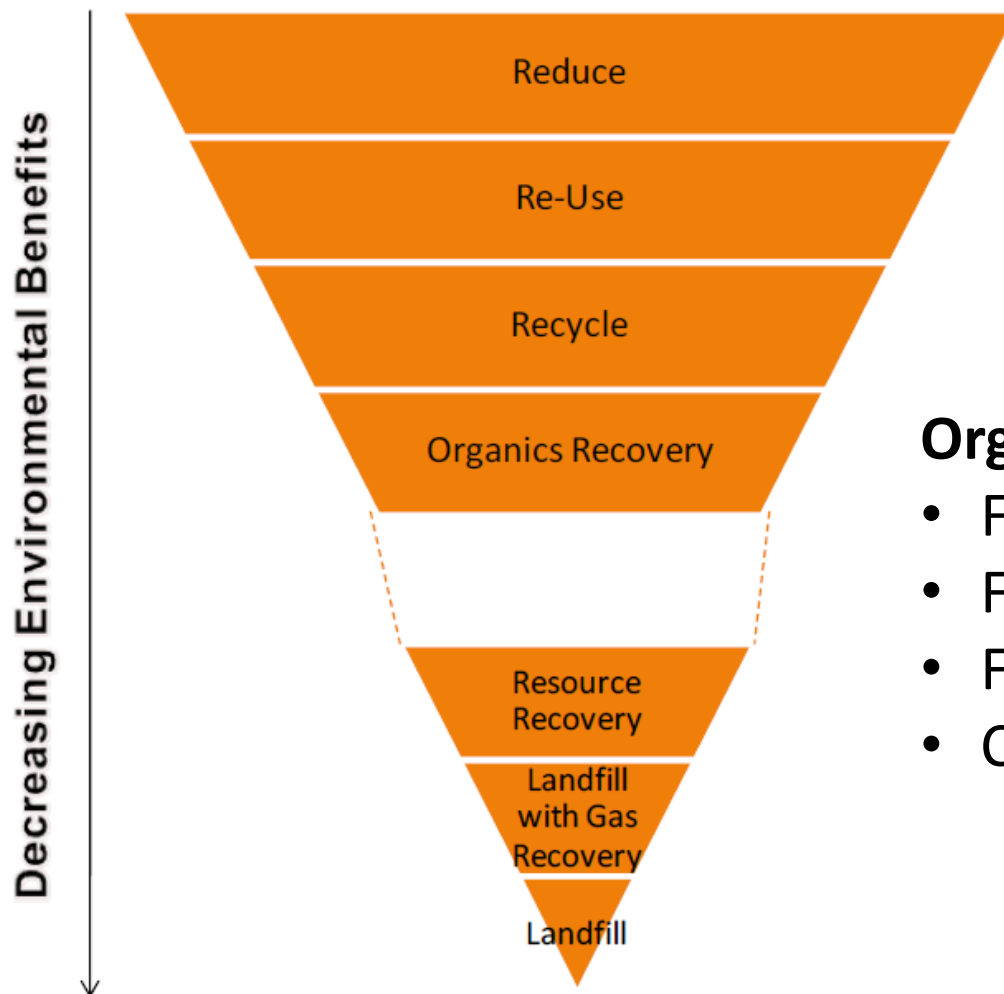 Decreasing Environmental Benefits
Reduce
Re-Use
Recycle
Organics Recovery
Resource
Recovery
Landfill
with Gas
Recovery
Landfill